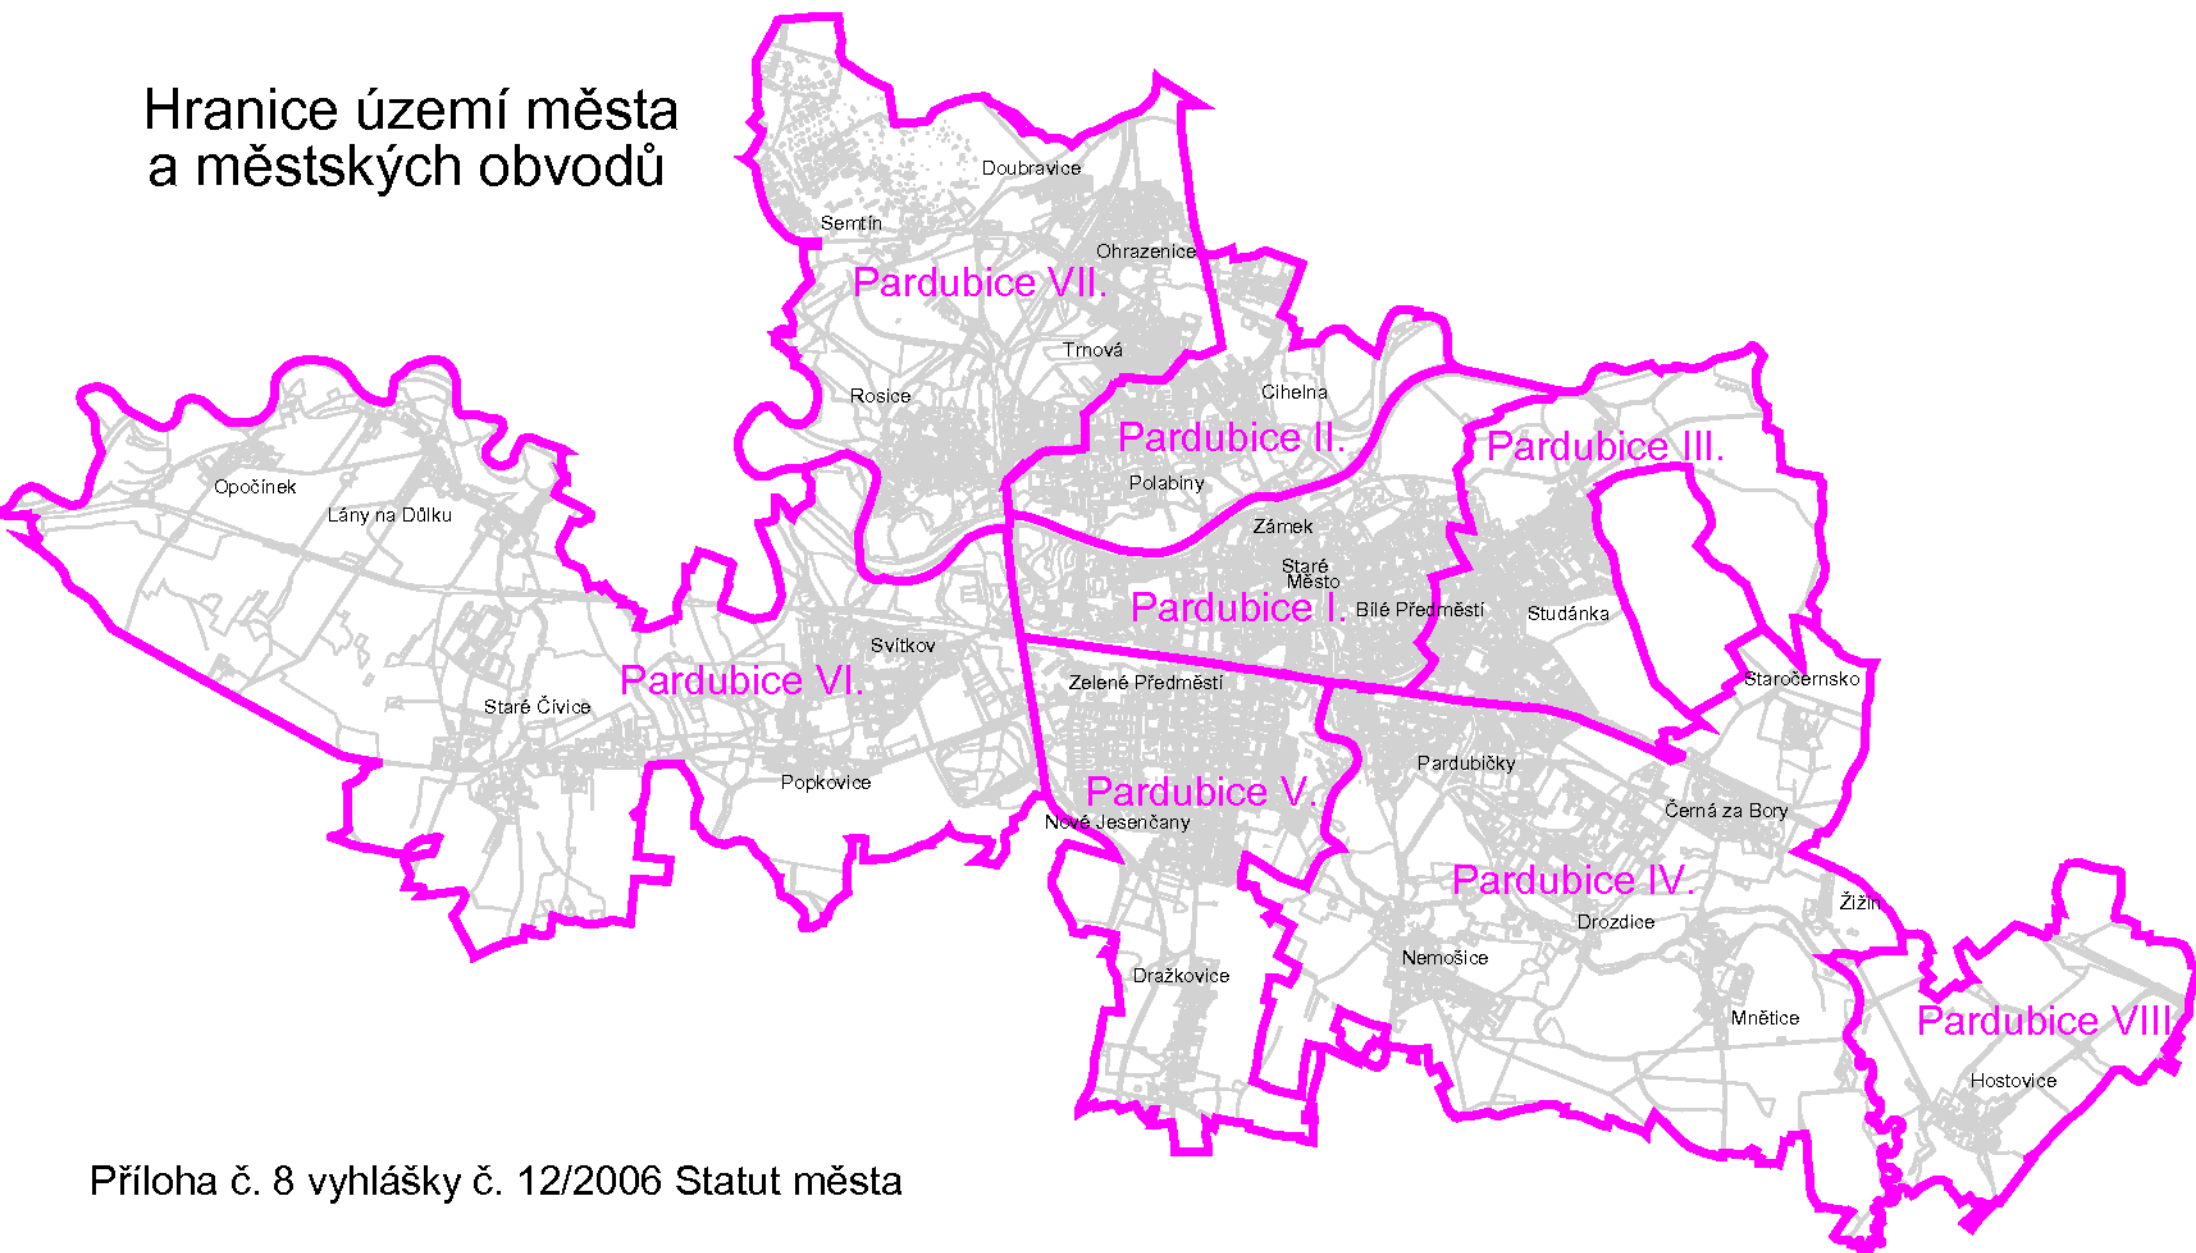 Hranice území města
a městských obvodů
Doubravice
Semtín
Ohrazenice
Pardubice VII.
Trnová
Rosice
Cihelna
Pardubice II.
Pardubice III.
Polabiny
Opočínek
Lány na Důlku
Zámek
Staré
Město
Pardubice I.
Bílé Předměstí
Studánka
Svítkov
Pardubice VI.
Zelené Předměstí
Staročernsko
Staré Čívice
Popkovice
Pardubičky
Pardubice V.
Nové Jesenčany
Černá za Bory
Pardubice IV.
Žižín
Drozdice
Nemošice
Dražkovice
Mnětice
Pardubice VIII.
Hostovice
Příloha č. 8 vyhlášky č. 12/2006 Statut města